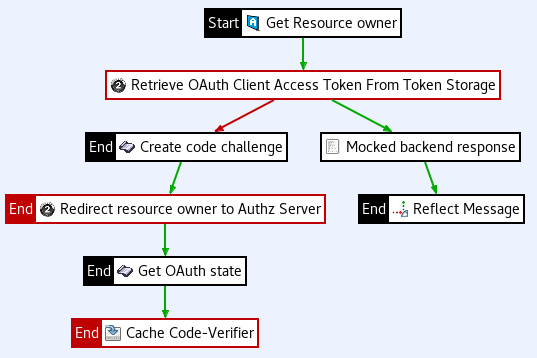 Start Get Resource owner
Retrieve OAuth Client Access Token From Token Storage
End Create code challenge
Mocked backend response
End Redirect resource owner to Authz Server
End Reflect Message
End Get OAuth state
End Cache Code-Verifier